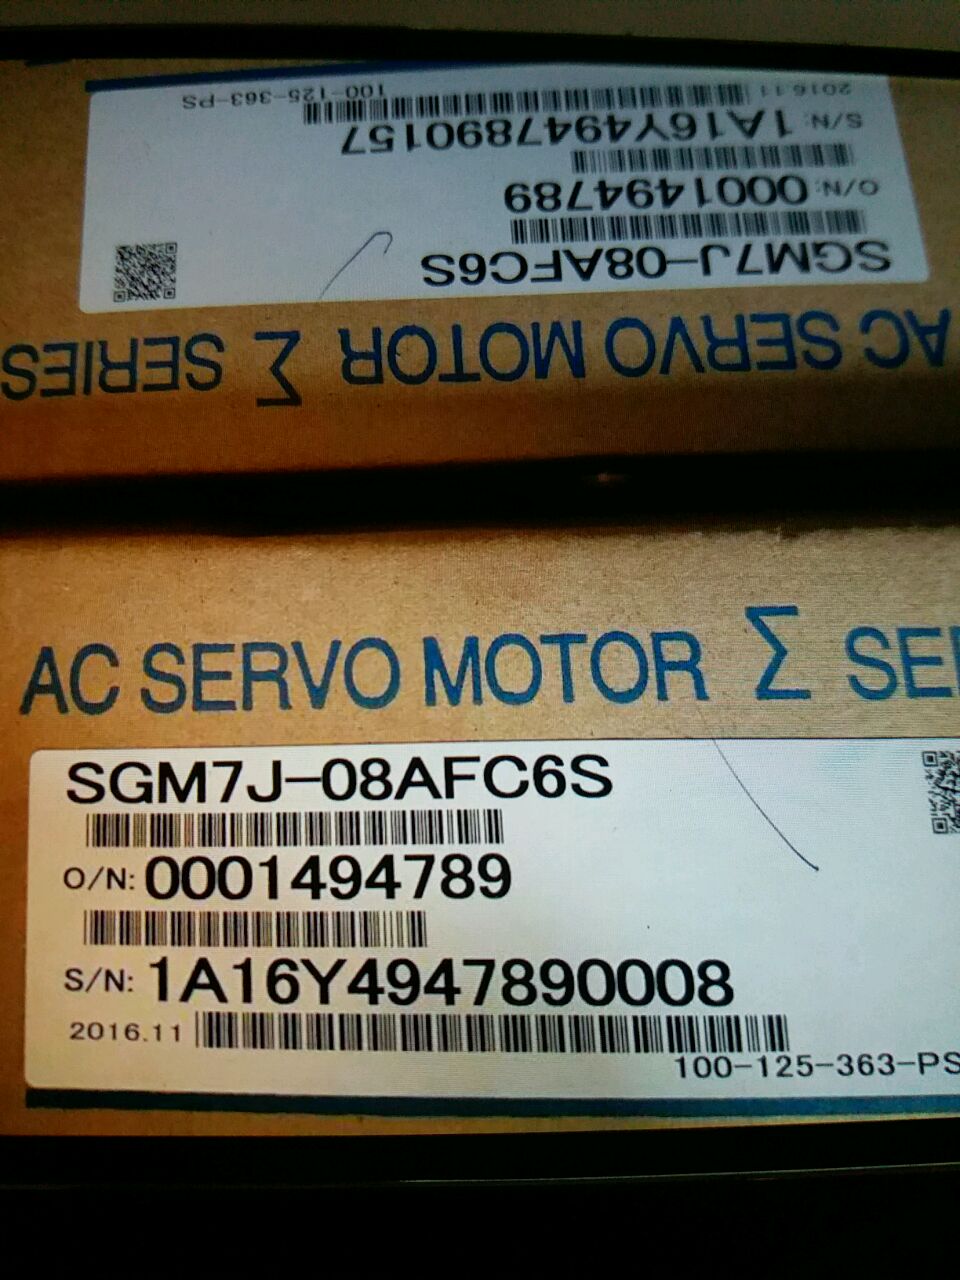 2016.11 100-125-363-PS
S/N: 1A16Y4947890157
O/N: 0001494789
SGM7J-08AFC6S
AC SERVO MOTOR Σ SERIES
AC SERVO MOTOR Σ SE
SGM7J-08AFC6S
O/N: 0001494789
S/N: 1A16Y4947890008
2016.11
100-125-363-PS